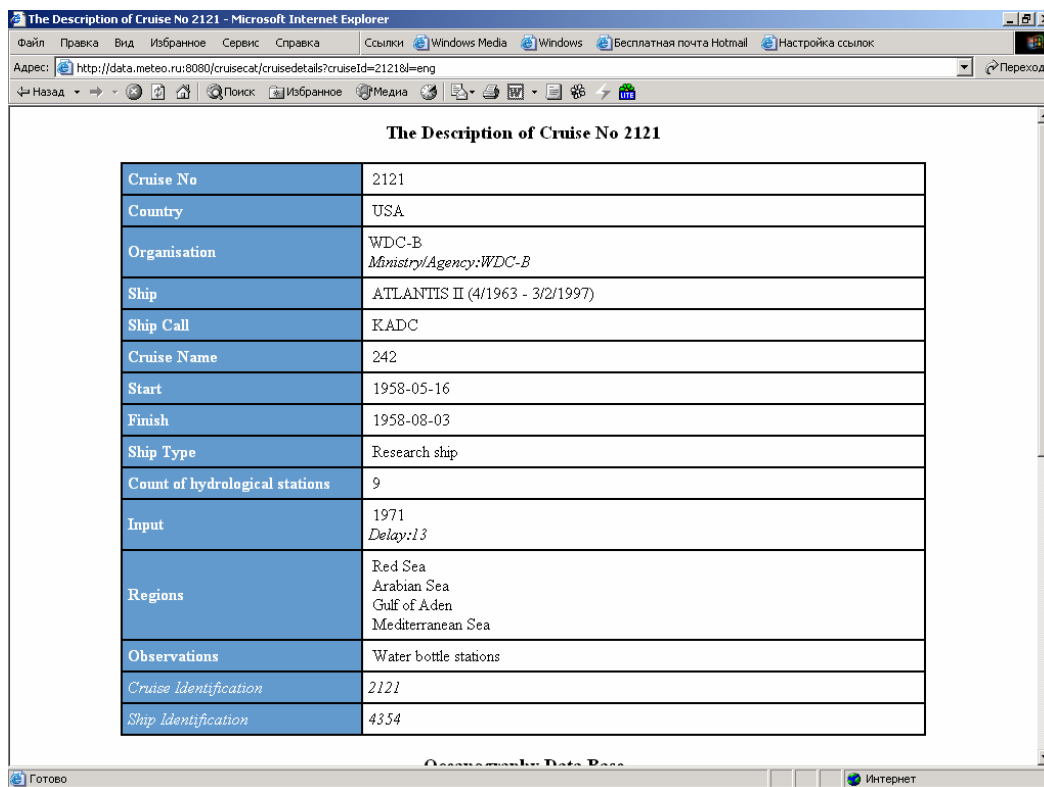 The Description of Cruise No 2121 - Microsoft Internet Explorer
Файл Правка Вид Избранное Сервис Справка Ссылки Windows Media Windows Бесплатная почта Hotmail Настройка ссылок
Адрес: http://data.meteo.ru:8080/cruisecat/cruisedetails?cruiseId=2121&l=eng Переход
Назад Поиск Избранное Медиа LITE
The Description of Cruise No 2121
Cruise No 2121
Country USA
Organisation WDC-B
Ministry/Agency:WDC-B
Ship ATLANTIS II (4/1963 - 3/2/1997)
Ship Call KADC
Cruise Name 242
Start 1958-05-16
Finish 1958-08-03
Ship Type Research ship
Count of hydrological stations 9
Input 1971
Delay:13
Regions Red Sea
Arabian Sea
Gulf of Aden
Mediterranean Sea
Observations Water bottle stations
Cruise Identification 2121
Ship Identification 4354
Oceanography Data Base
Готово Интернет